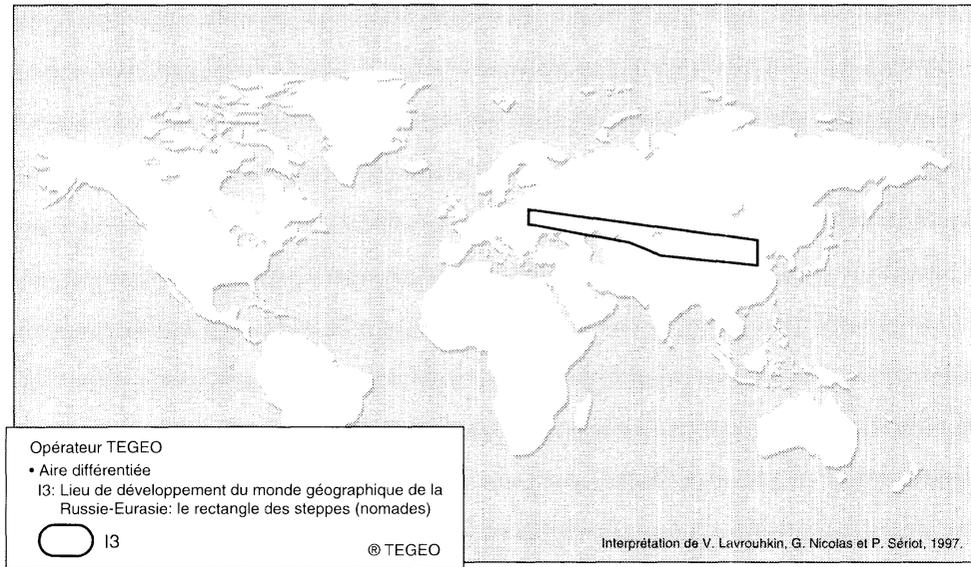 Opérateur TEGEO
• Aire différentiée
I3: Lieu de développement du monde géographique de la
Russie-Eurasie: le rectangle des steppes (nomades)
I3
® TEGEO
Interprétation de V. Lavroukhin, G. Nicolas et P. Sériot, 1997.